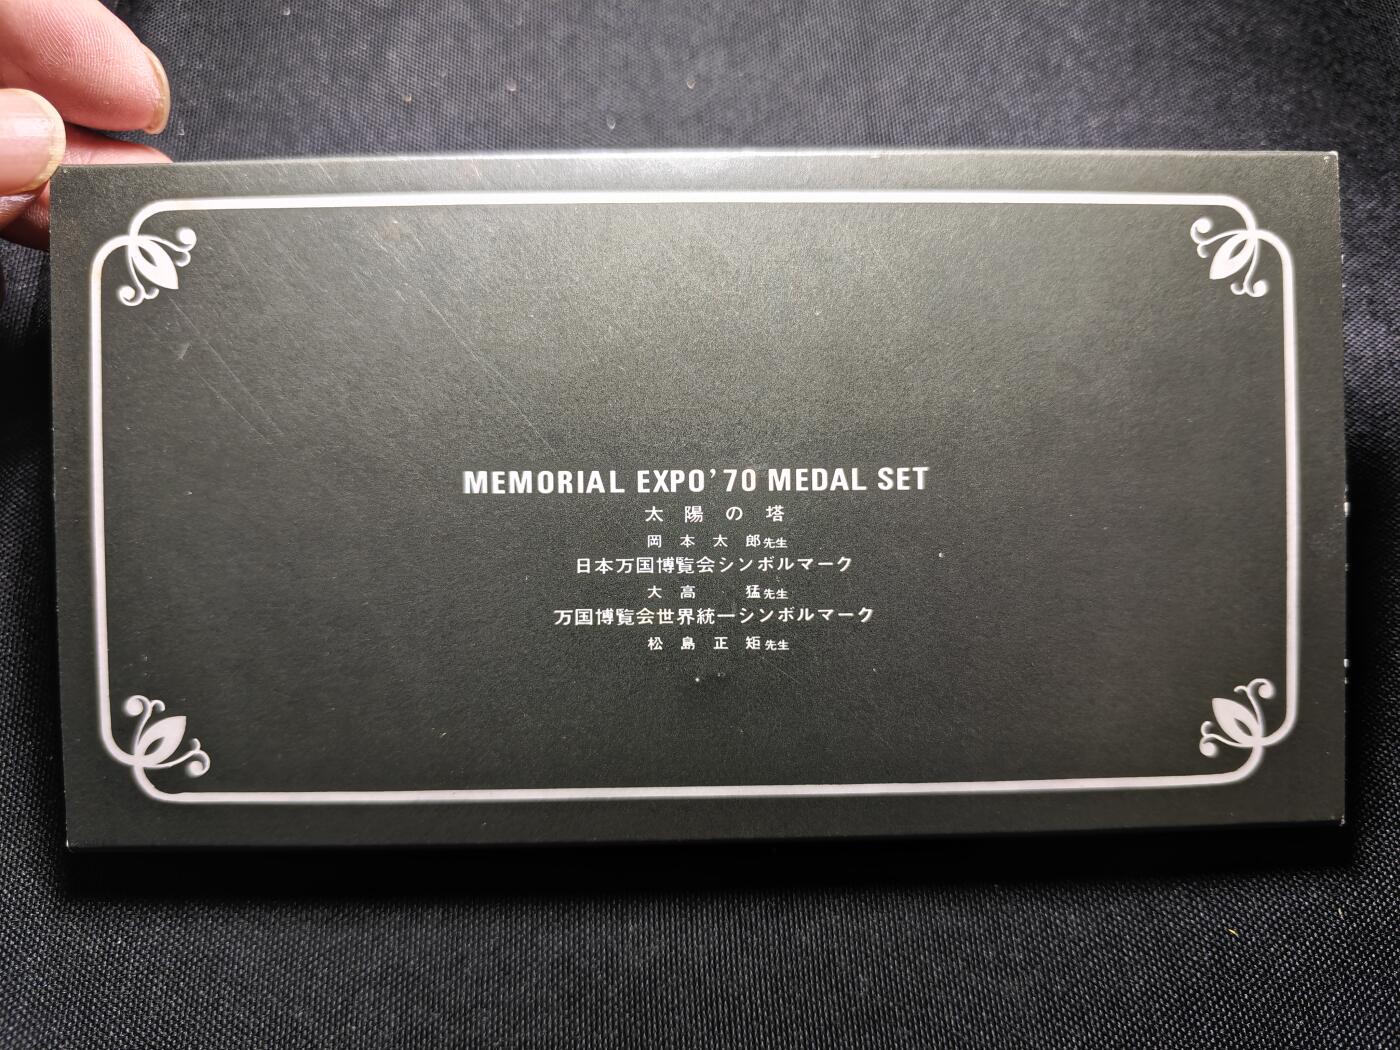 MEMORIAL EXPO'70 MEDAL SET
太陽の塔
岡本太郎先生
日本万国博覧会シンボルマーク
大高 猛先生
万国博覧会世界統一シンボルマーク
松島正矩先生